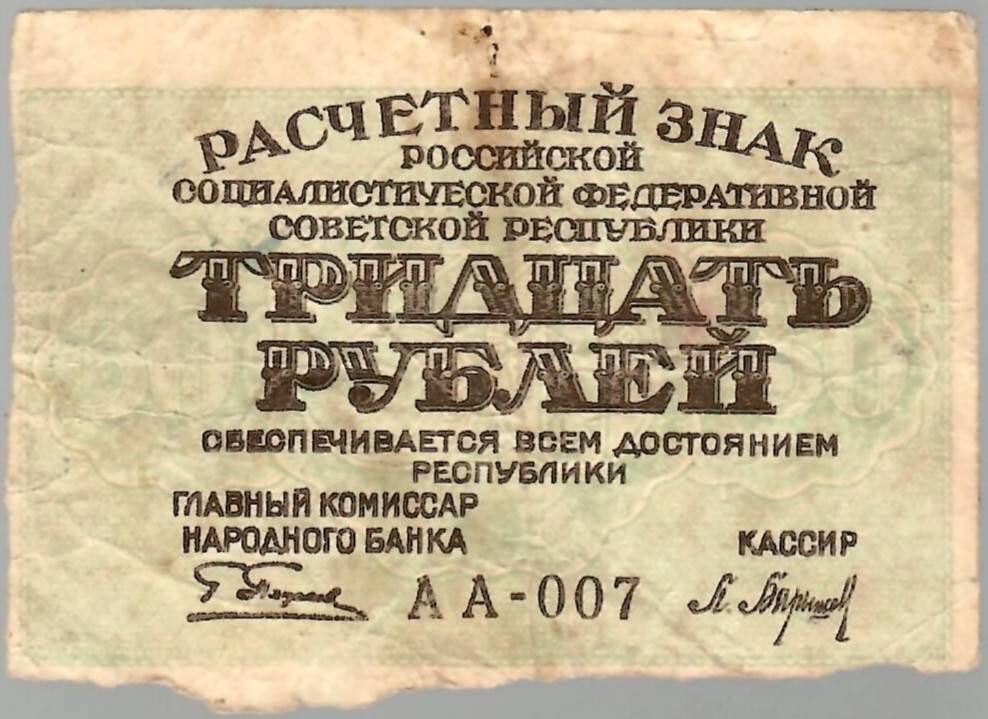 РАСЧЕТНЫЙ ЗНАК
РОССИЙСКОЙ
СОЦИАЛИСТИЧЕСКОЙ ФЕДЕРАТИВНОЙ
СОВЕТСКОЙ РЕСПУБЛИКИ
ТРИДЦАТЬ
РУБЛЕЙ
ОБЕСПЕЧИВАЕТСЯ ВСЕМ ДОСТОЯНИЕМ
РЕСПУБЛИКИ
ГЛАВНЫЙ КОМИССАР
НАРОДНОГО БАНКА
КАССИР
АА-007